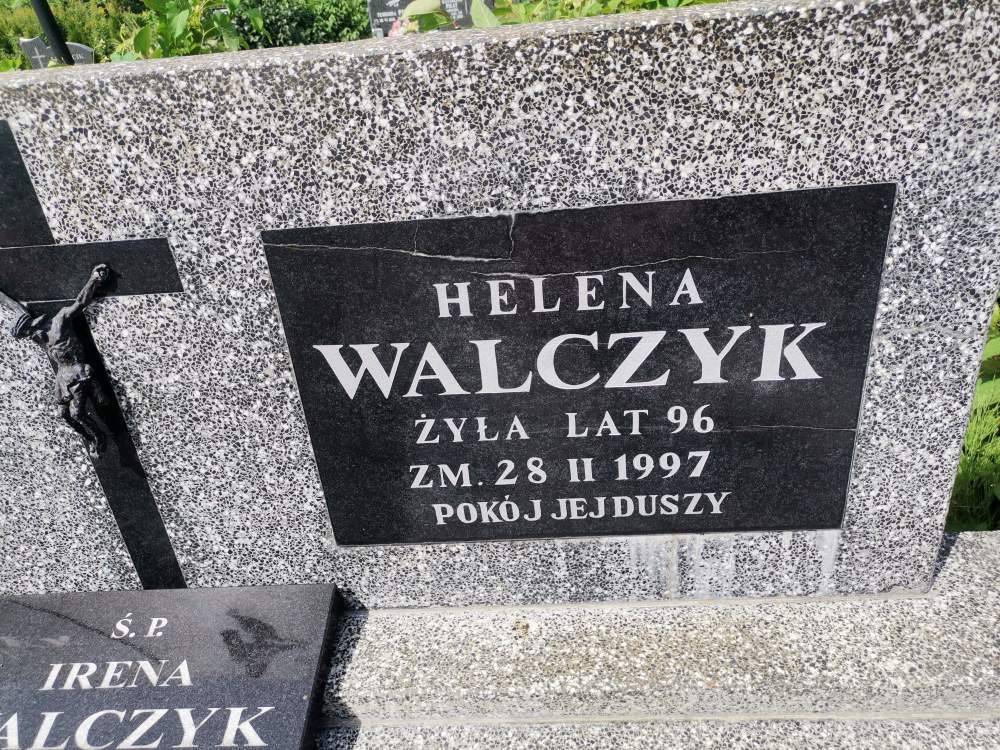 HELENA
WALCZYK
ŻYŁA LAT 96
ZM. 28 II 1997
POKÓJ JEJ DUSZY
Ś. P.
IRENA
ALCZYK